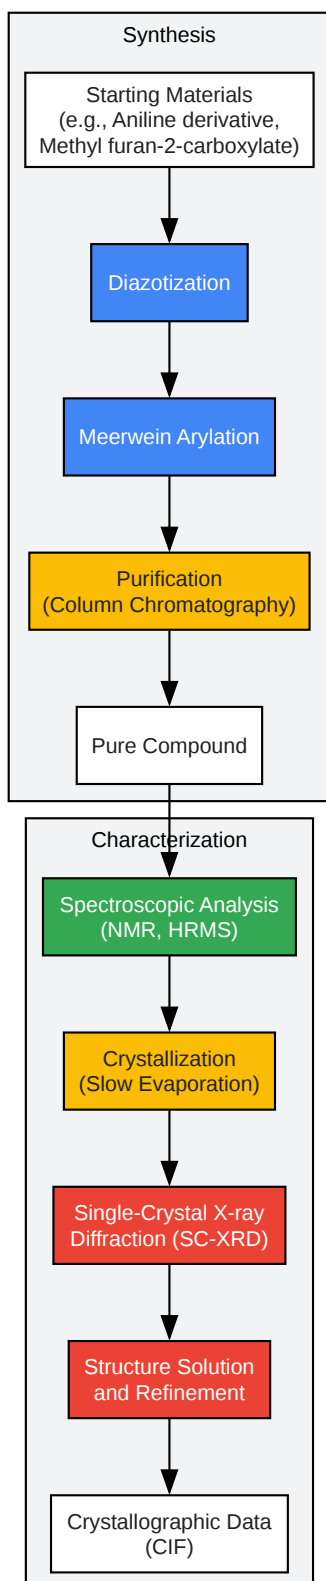 Synthesis
Starting Materials
(e.g., Aniline derivative,
Methyl furan-2-carboxylate)
Diazotization
Meerwein Arylation
Purification
(Column Chromatography)
Pure Compound
Characterization
Spectroscopic Analysis
(NMR, HRMS)
Crystallization
(Slow Evaporation)
Single-Crystal X-ray
Diffraction (SC-XRD)
Structure Solution
and Refinement
Crystallographic Data
(CIF)